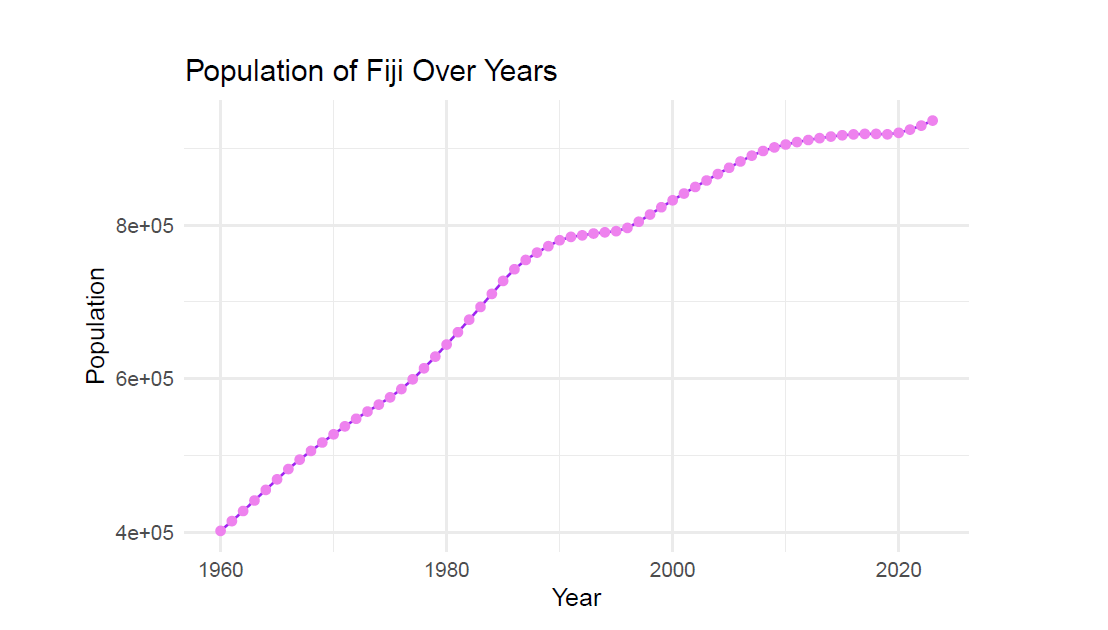 Population of Fiji Over Years
Population
8e+05
6e+05
4e+05
1960 1980 2000 2020
Year